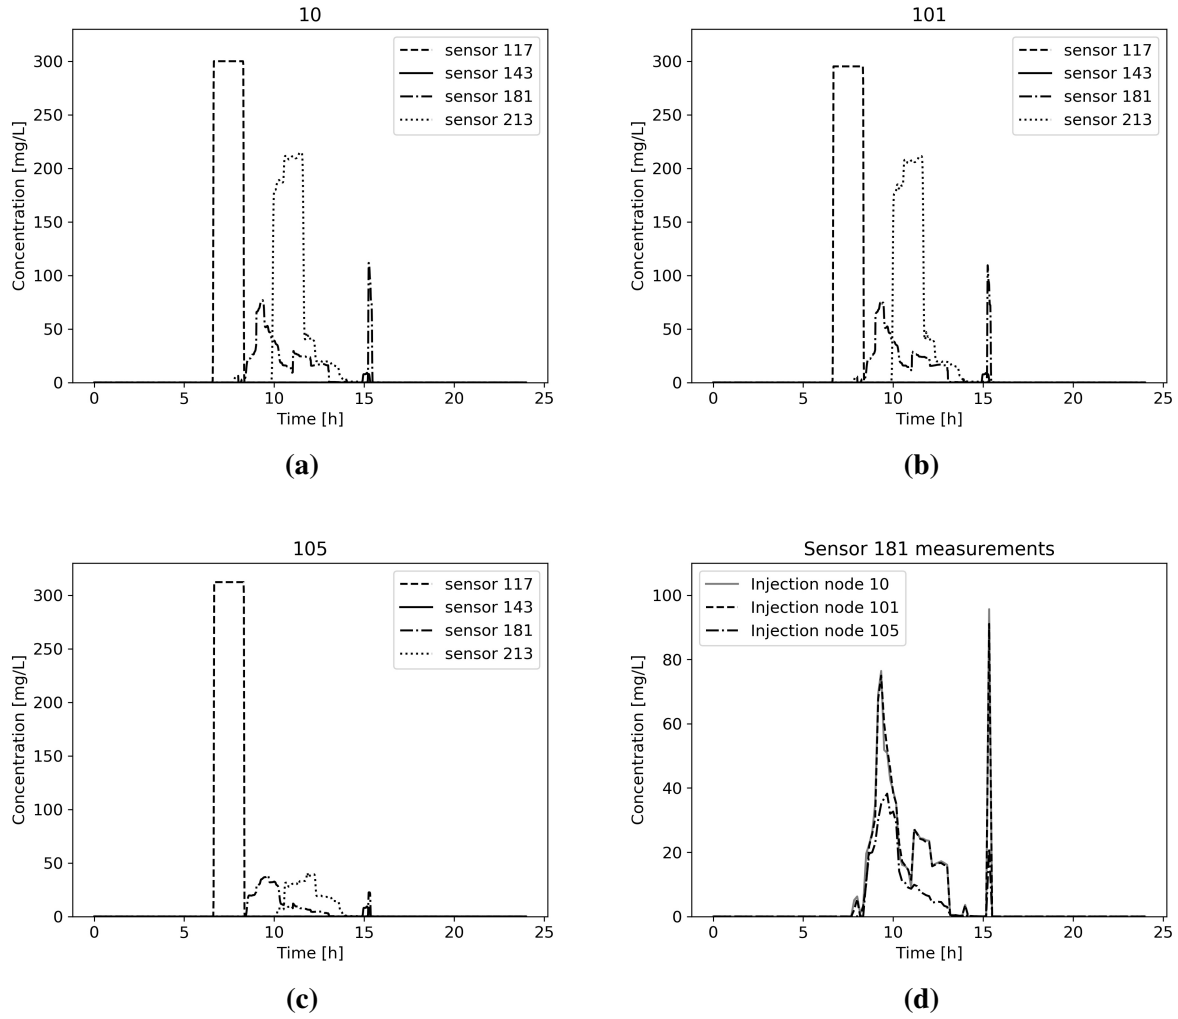 10
Concentration [mg/L]
300
250
200
150
100
50
0
0 5 10 15 20 25
Time [h]
sensor 117
sensor 143
sensor 181
sensor 213
(a)
101
Concentration [mg/L]
300
250
200
150
100
50
0
0 5 10 15 20 25
Time [h]
sensor 117
sensor 143
sensor 181
sensor 213
(b)
105
Concentration [mg/L]
300
250
200
150
100
50
0
0 5 10 15 20 25
Time [h]
sensor 117
sensor 143
sensor 181
sensor 213
(c)
Sensor 181 measurements
Concentration [mg/L]
100
80
60
40
20
0
0 5 10 15 20 25
Time [h]
Injection node 10
Injection node 101
Injection node 105
(d)